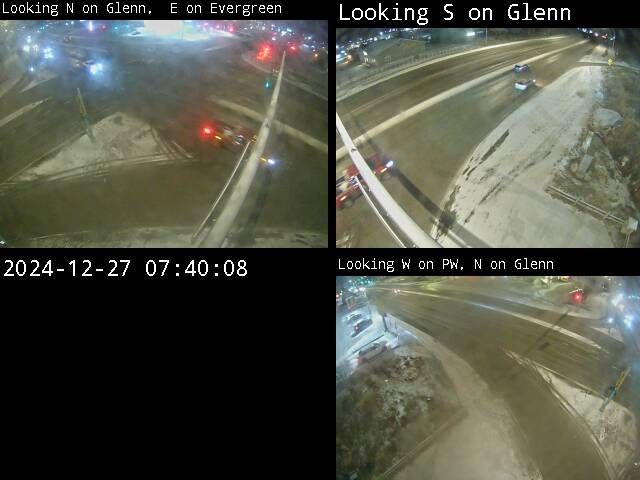 Looking N on Glenn,  E on Evergreen
Looking S on Glenn
2024-12-27 07:40:08
Looking W on PW, N on Glenn